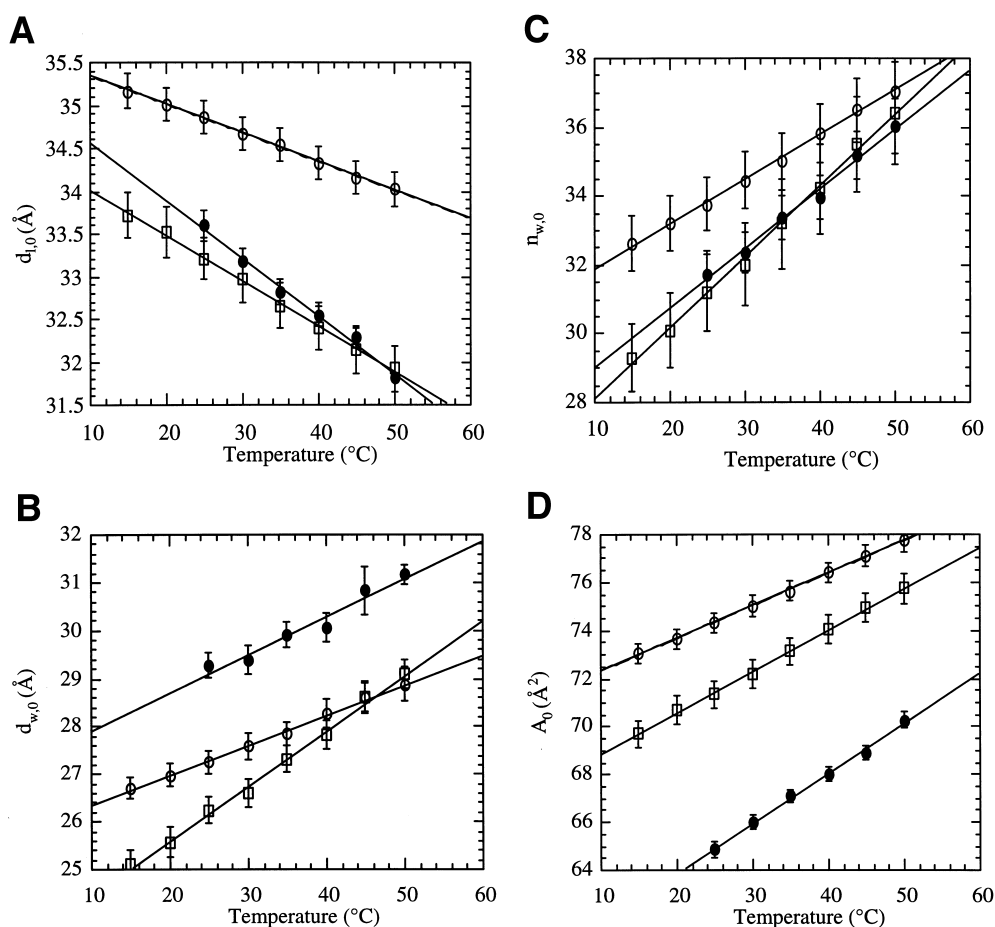 A
35.5
35
34.5
34
33.5
33
32.5
32
31.5
d_{l,0} (Å)
10 20 30 40 50 60
Temperature (°C)
C
38
36
34
32
30
28
n_{w,0}
10 20 30 40 50 60
Temperature (°C)
B
32
31
30
29
28
27
26
25
d_{w,0} (Å)
10 20 30 40 50 60
Temperature (°C)
D
78
76
74
72
70
68
66
64
A_0 (Å²)
10 20 30 40 50 60
Temperature (°C)